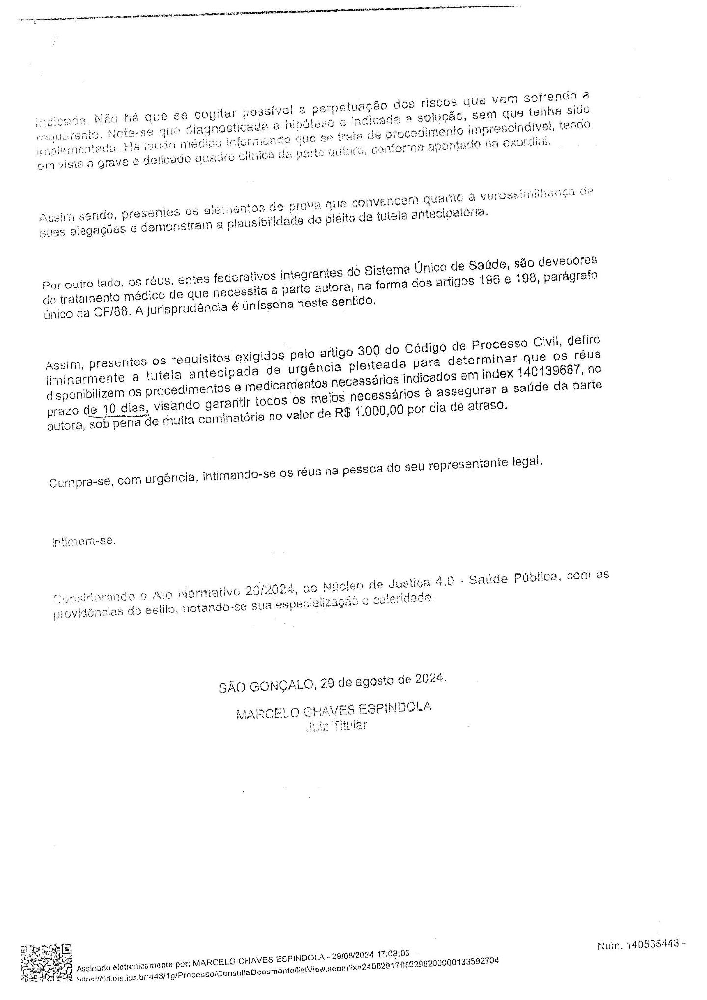 indicada. Não há que se cogitar possível a perpetuação dos riscos que vem sofrendo a
requerente. Note-se que diagnosticada a hipótese e indicada a solução, sem que tenha sido
implementado. Há laudo médico informando que se trata de procedimento imprescindível, tendo
em vista o grave e delicado quadro clínico da parte autora, conforme apontado na exordial.
Assim sendo, presentes os elementos de prova que convencem quanto a verossimilhança de
suas alegações e demonstram a plausibilidade do pleito de tutela antecipatória.
Por outro lado, os réus, entes federativos integrantes do Sistema Único de Saúde, são devedores
do tratamento médico de que necessita a parte autora, na forma dos artigos 196 e 198, parágrafo
único da CF/88. A jurisprudência é uníssona neste sentido.
Assim, presentes os requisitos exigidos pelo artigo 300 do Código de Processo Civil, defiro
liminarmente a tutela antecipada de urgência pleiteada para determinar que os réus
disponibilizem os procedimentos e medicamentos necessários indicados em index 140139667, no
prazo de 10 dias, visando garantir todos os meios necessários à assegurar a saúde da parte
autora, sob pena de multa cominatória no valor de R$ 1.000,00 por dia de atraso.
Cumpra-se, com urgência, intimando-se os réus na pessoa do seu representante legal.
Intimem-se.
Considerando o Ato Normativo 20/2024, ao Núcleo de Justiça 4.0 - Saúde Pública, com as
providências de estilo, notando-se sua especialização e celeridade.
SÃO GONÇALO, 29 de agosto de 2024.
MARCELO CHAVES ESPINDOLA
Juiz Titular
Num. 140535443 -
Assinado eletronicamente por: MARCELO CHAVES ESPINDOLA - 29/08/2024 17:08:03
https://tjrj.pje.jus.br:443/1g/Processo/ConsultaDocumento/listView.seam?x=24082917080298200000133592704